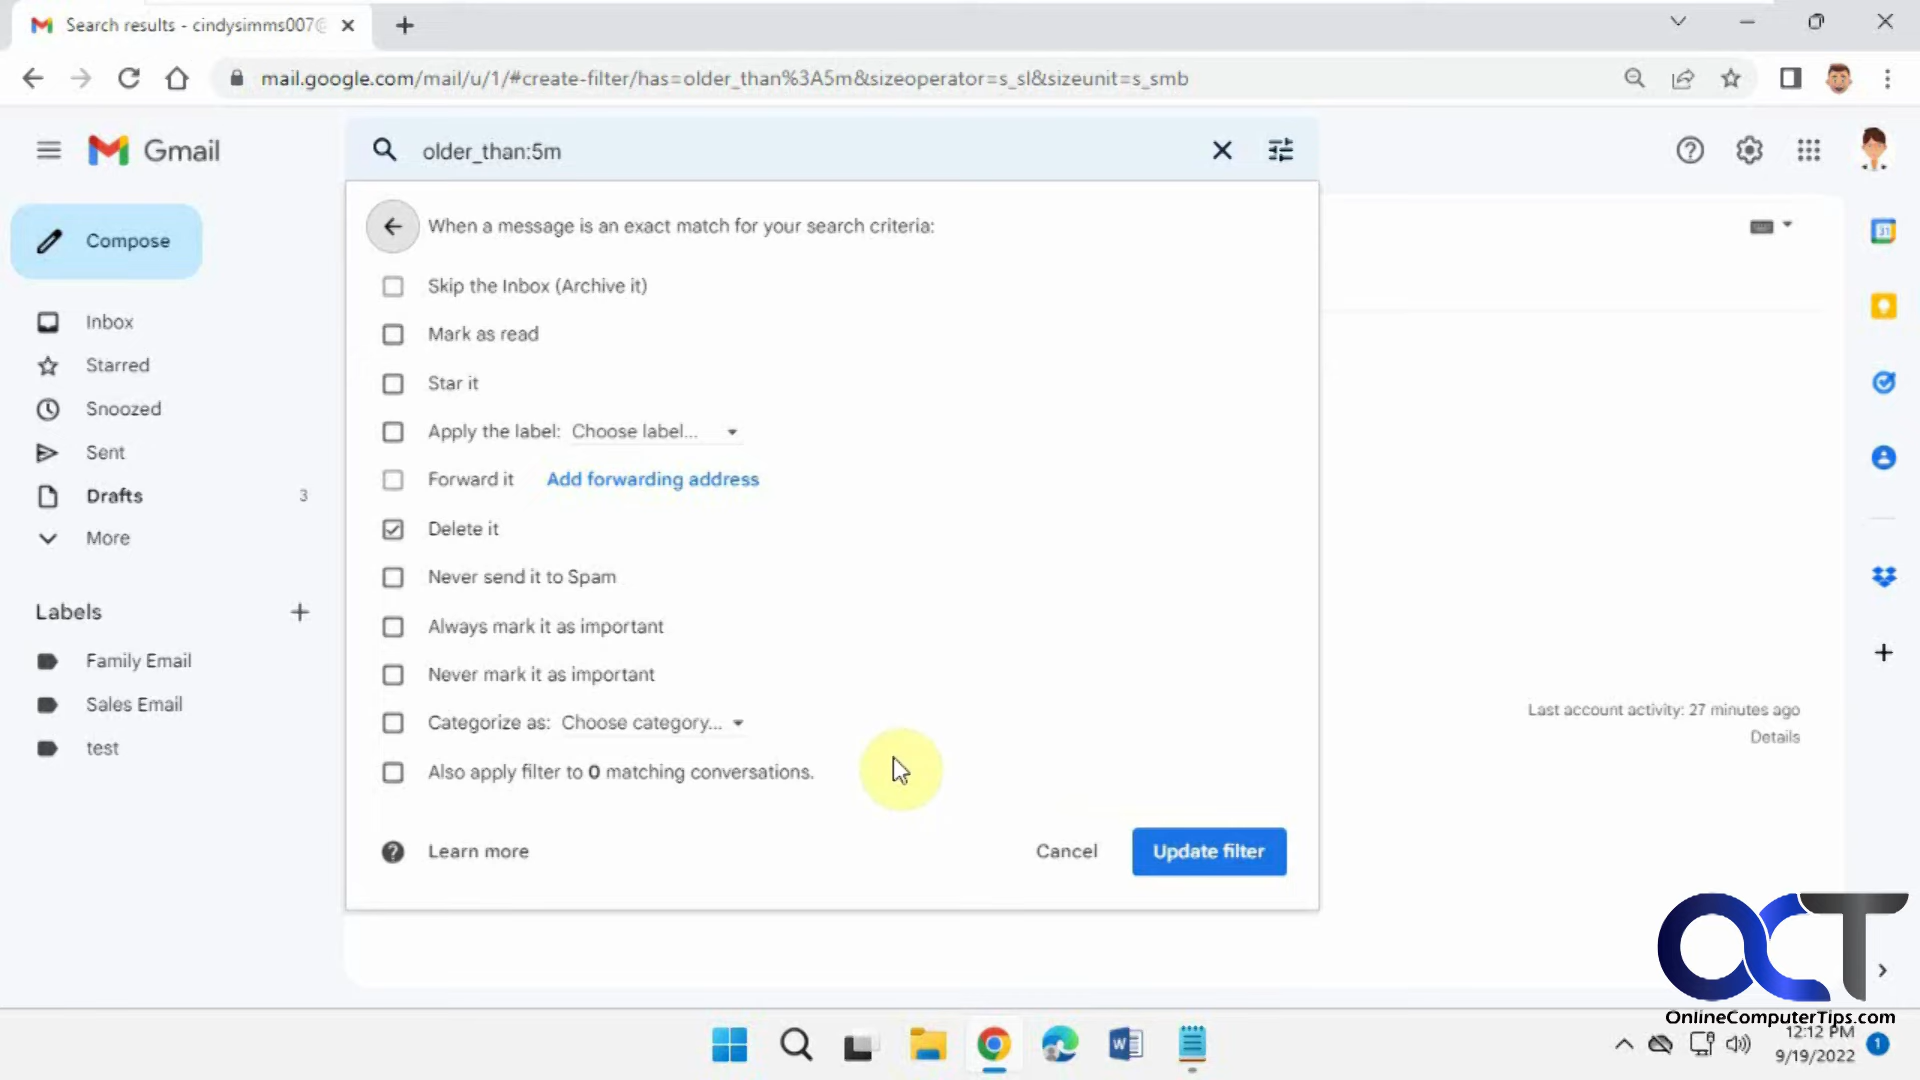 Search results - cindysimms007@
mail.google.com/mail/u/1/#create-filter/has=older_than%3A5m&sizeoperator=s_sl&sizeunit=s_smb
Gmail
older_than:5m
Compose
Inbox
Starred
Snoozed
Sent
Drafts 3
More
Labels
Family Email
Sales Email
test
When a message is an exact match for your search criteria:
Skip the Inbox (Archive it)
Mark as read
Star it
Apply the label: Choose label...
Forward it Add forwarding address
Delete it
Never send it to Spam
Always mark it as important
Never mark it as important
Categorize as: Choose category...
Also apply filter to 0 matching conversations.
Learn more
Cancel
Update filter
31
Last account activity: 27 minutes ago
Details
OCT
OnlineComputerTips.com
W
12:12 PM
9/19/2022
1